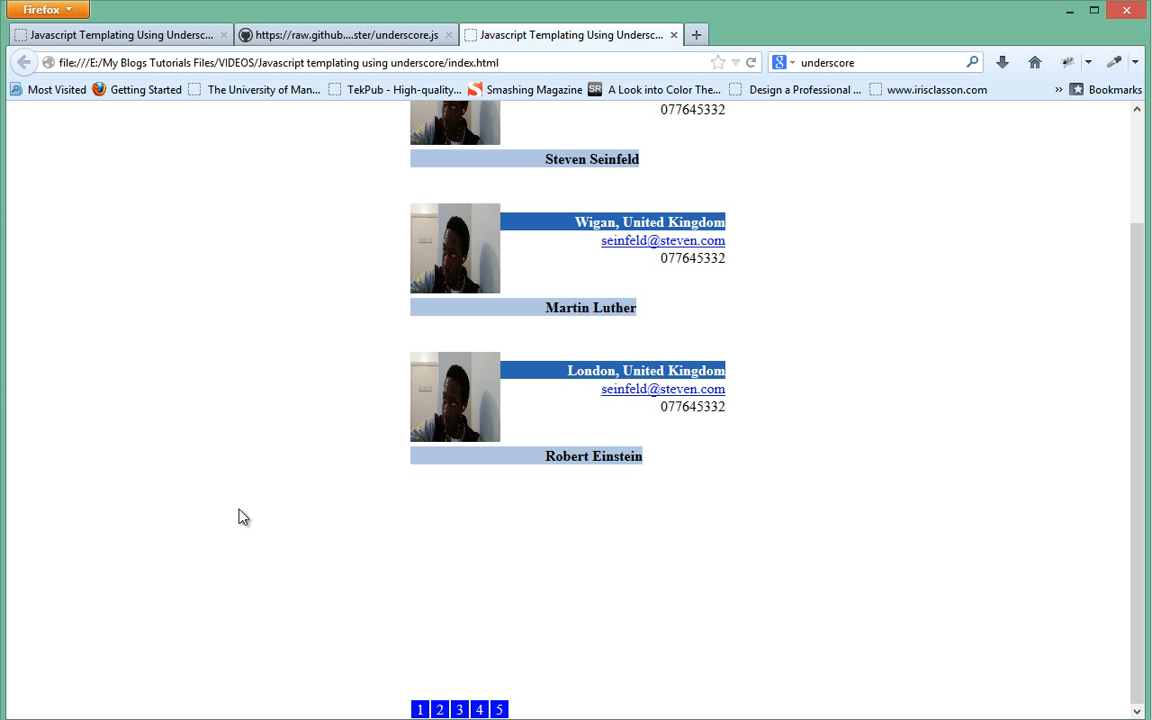 Firefox
Javascript Templating Using Undersc... × https://raw.github....ster/underscore.js × Javascript Templating Using Undersc... × +
file:///E:/My Blogs Tutorials Files/VIDEOS/Javascript templating using underscore/index.html underscore
Most Visited Getting Started The University of Man... TekPub - High-quality... Smashing Magazine SR A Look into Color The... Design a Professional ... www.irisclasson.com » Bookmarks
077645332
Steven Seinfeld
Wigan, United Kingdom
seinfeld@steven.com
077645332
Martin Luther
London, United Kingdom
seinfeld@steven.com
077645332
Robert Einstein
1 2 3 4 5